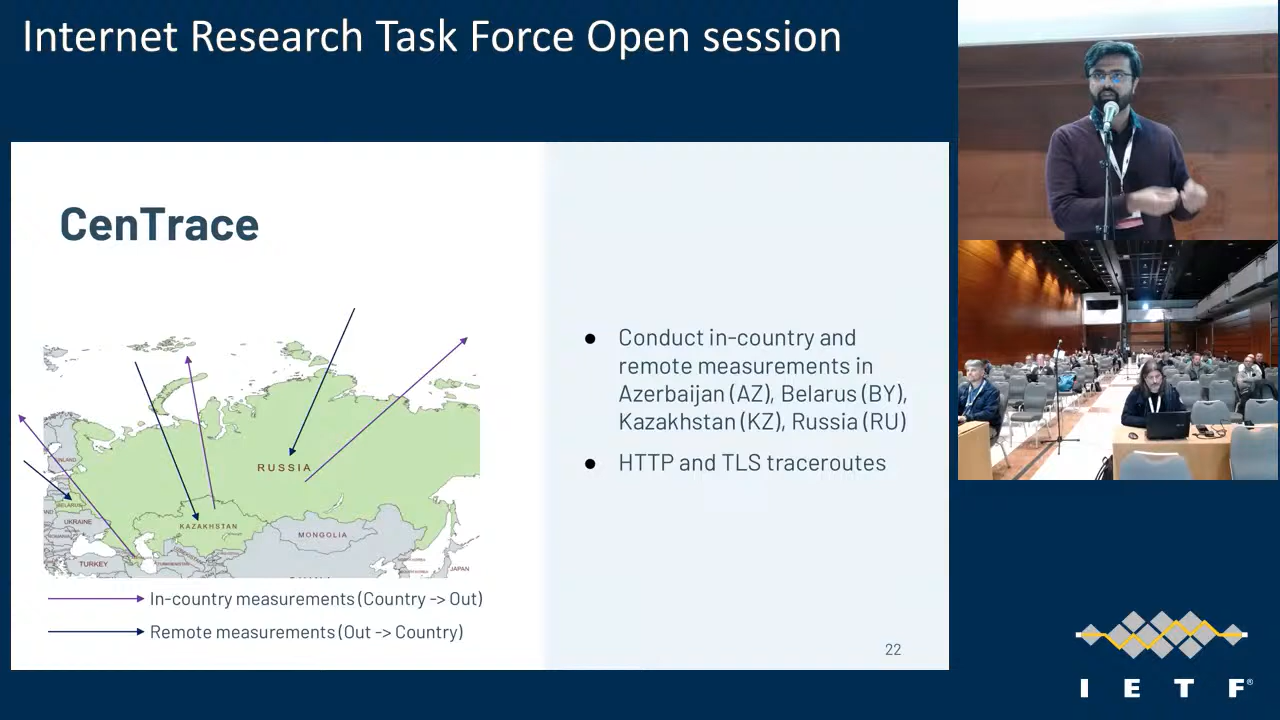 Internet Research Task Force Open session
CenTrace
RUSSIA
FINLAND
BELARUS
UKRAINE
KAZAKHSTAN
MONGOLIA
TURKEY
JAPAN
In-country measurements (Country -> Out)
Remote measurements (Out -> Country)
● Conduct in-country and
remote measurements in
Azerbaijan (AZ), Belarus (BY),
Kazakhstan (KZ), Russia (RU)
● HTTP and TLS traceroutes
22
I E T F®